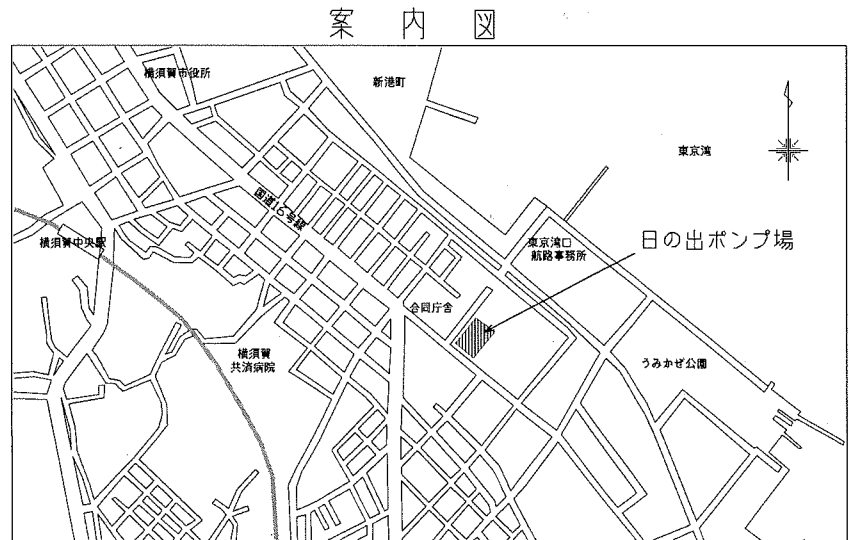 案内図
横須賀市役所
新港町
東京湾
国道16号線
横須賀中央駅
東京湾口
航路事務所
日の出ポンプ場
合同庁舎
横須賀
共済病院
うみかぜ公園